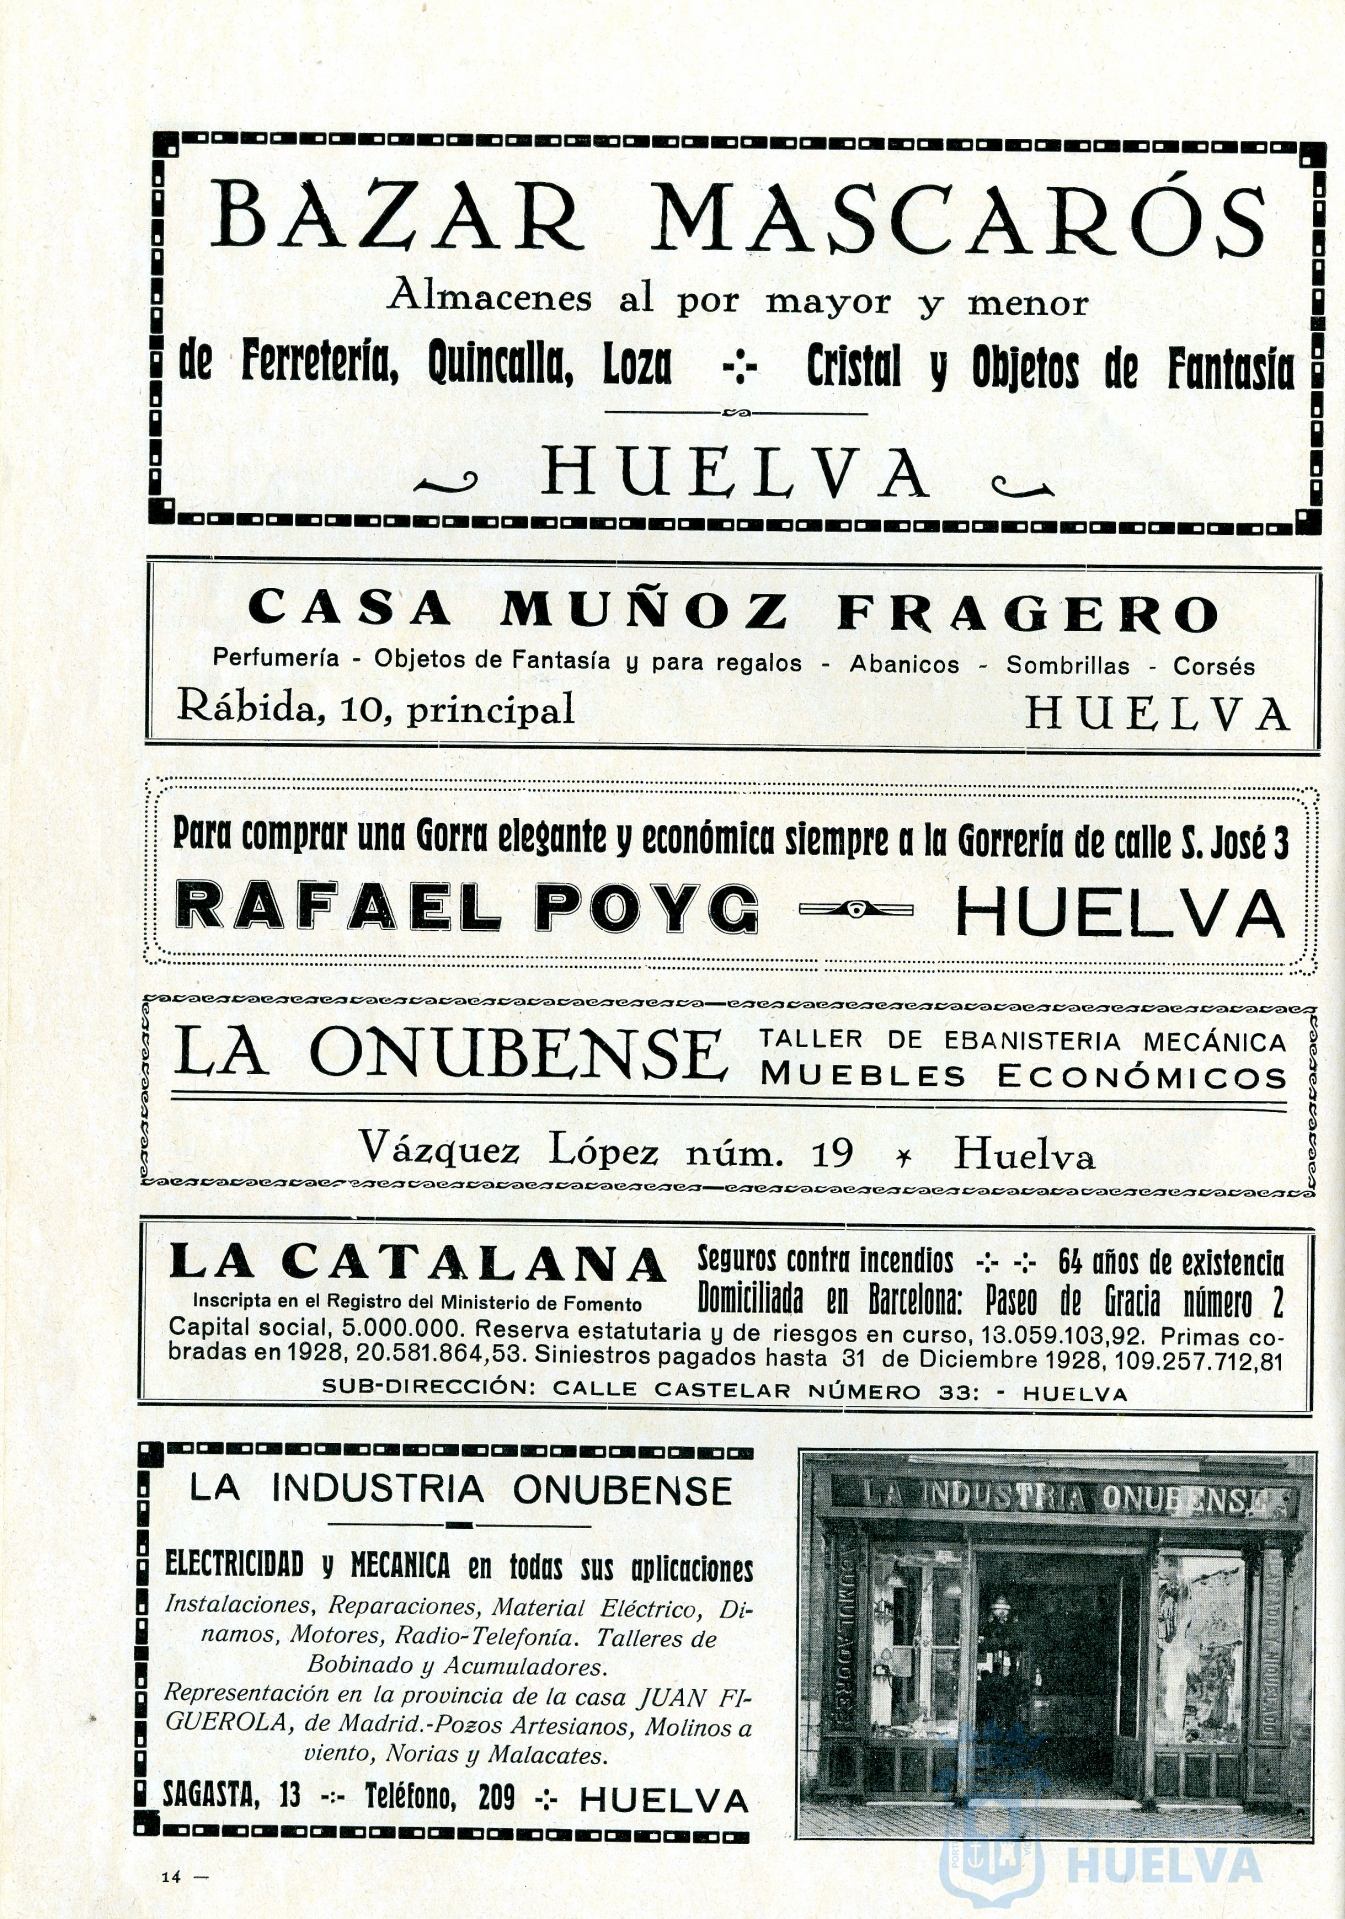 BAZAR MASCARÓS
Almacenes al por mayor y menor
de Ferretería, Quincalla, Loza -:- Cristal y Objetos de Fantasía
HUELVA
CASA MUÑOZ FRAGERO
Perfumería - Objetos de Fantasía y para regalos - Abanicos - Sombrillas - Corsés
Rábida, 10, principal HUELVA
Para comprar una Gorra elegante y económica siempre a la Gorrería de calle S. José 3
RAFAEL POYG HUELVA
LA ONUBENSE TALLER DE EBANISTERIA MECÁNICA
MUEBLES ECONÓMICOS
Vázquez López núm. 19 * Huelva
LA CATALANA
Inscripta en el Registro del Ministerio de Fomento
Seguros contra incendios -:- -:- 64 años de existencia
Domiciliada en Barcelona: Paseo de Gracia número 2
Capital social, 5.000.000. Reserva estatutaria y de riesgos en curso, 13.059.103,92. Primas co-
bradas en 1928, 20.581.864,53. Siniestros pagados hasta 31 de Diciembre 1928, 109.257.712,81
SUB-DIRECCIÓN: CALLE CASTELAR NÚMERO 33: - HUELVA
LA INDUSTRIA ONUBENSE
ELECTRICIDAD y MECANICA en todas sus aplicaciones
Instalaciones, Reparaciones, Material Eléctrico, Di-
namos, Motores, Radio-Telefonía. Talleres de
Bobinado y Acumuladores.
Representación en la provincia de la casa JUAN FI-
GUEROLA, de Madrid.-Pozos Artesianos, Molinos a
viento, Norias y Malacates.
SAGASTA, 13 -:- Teléfono, 209 -:- HUELVA
LA INDUSTRIA ONUBENSE
ACUMULADORES
14 —
HUELVA